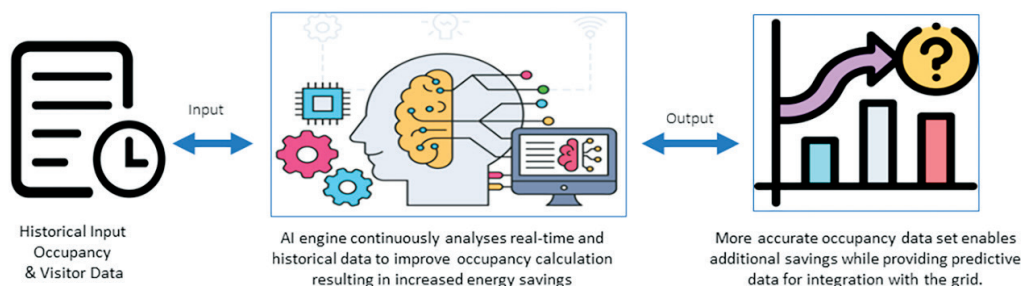 Input
Output
?
Historical Input
Occupancy
& Visitor Data
AI engine continuously analyses real-time and
historical data to improve occupancy calculation
resulting in increased energy savings
More accurate occupancy data set enables
additional savings while providing predictive
data for integration with the grid.